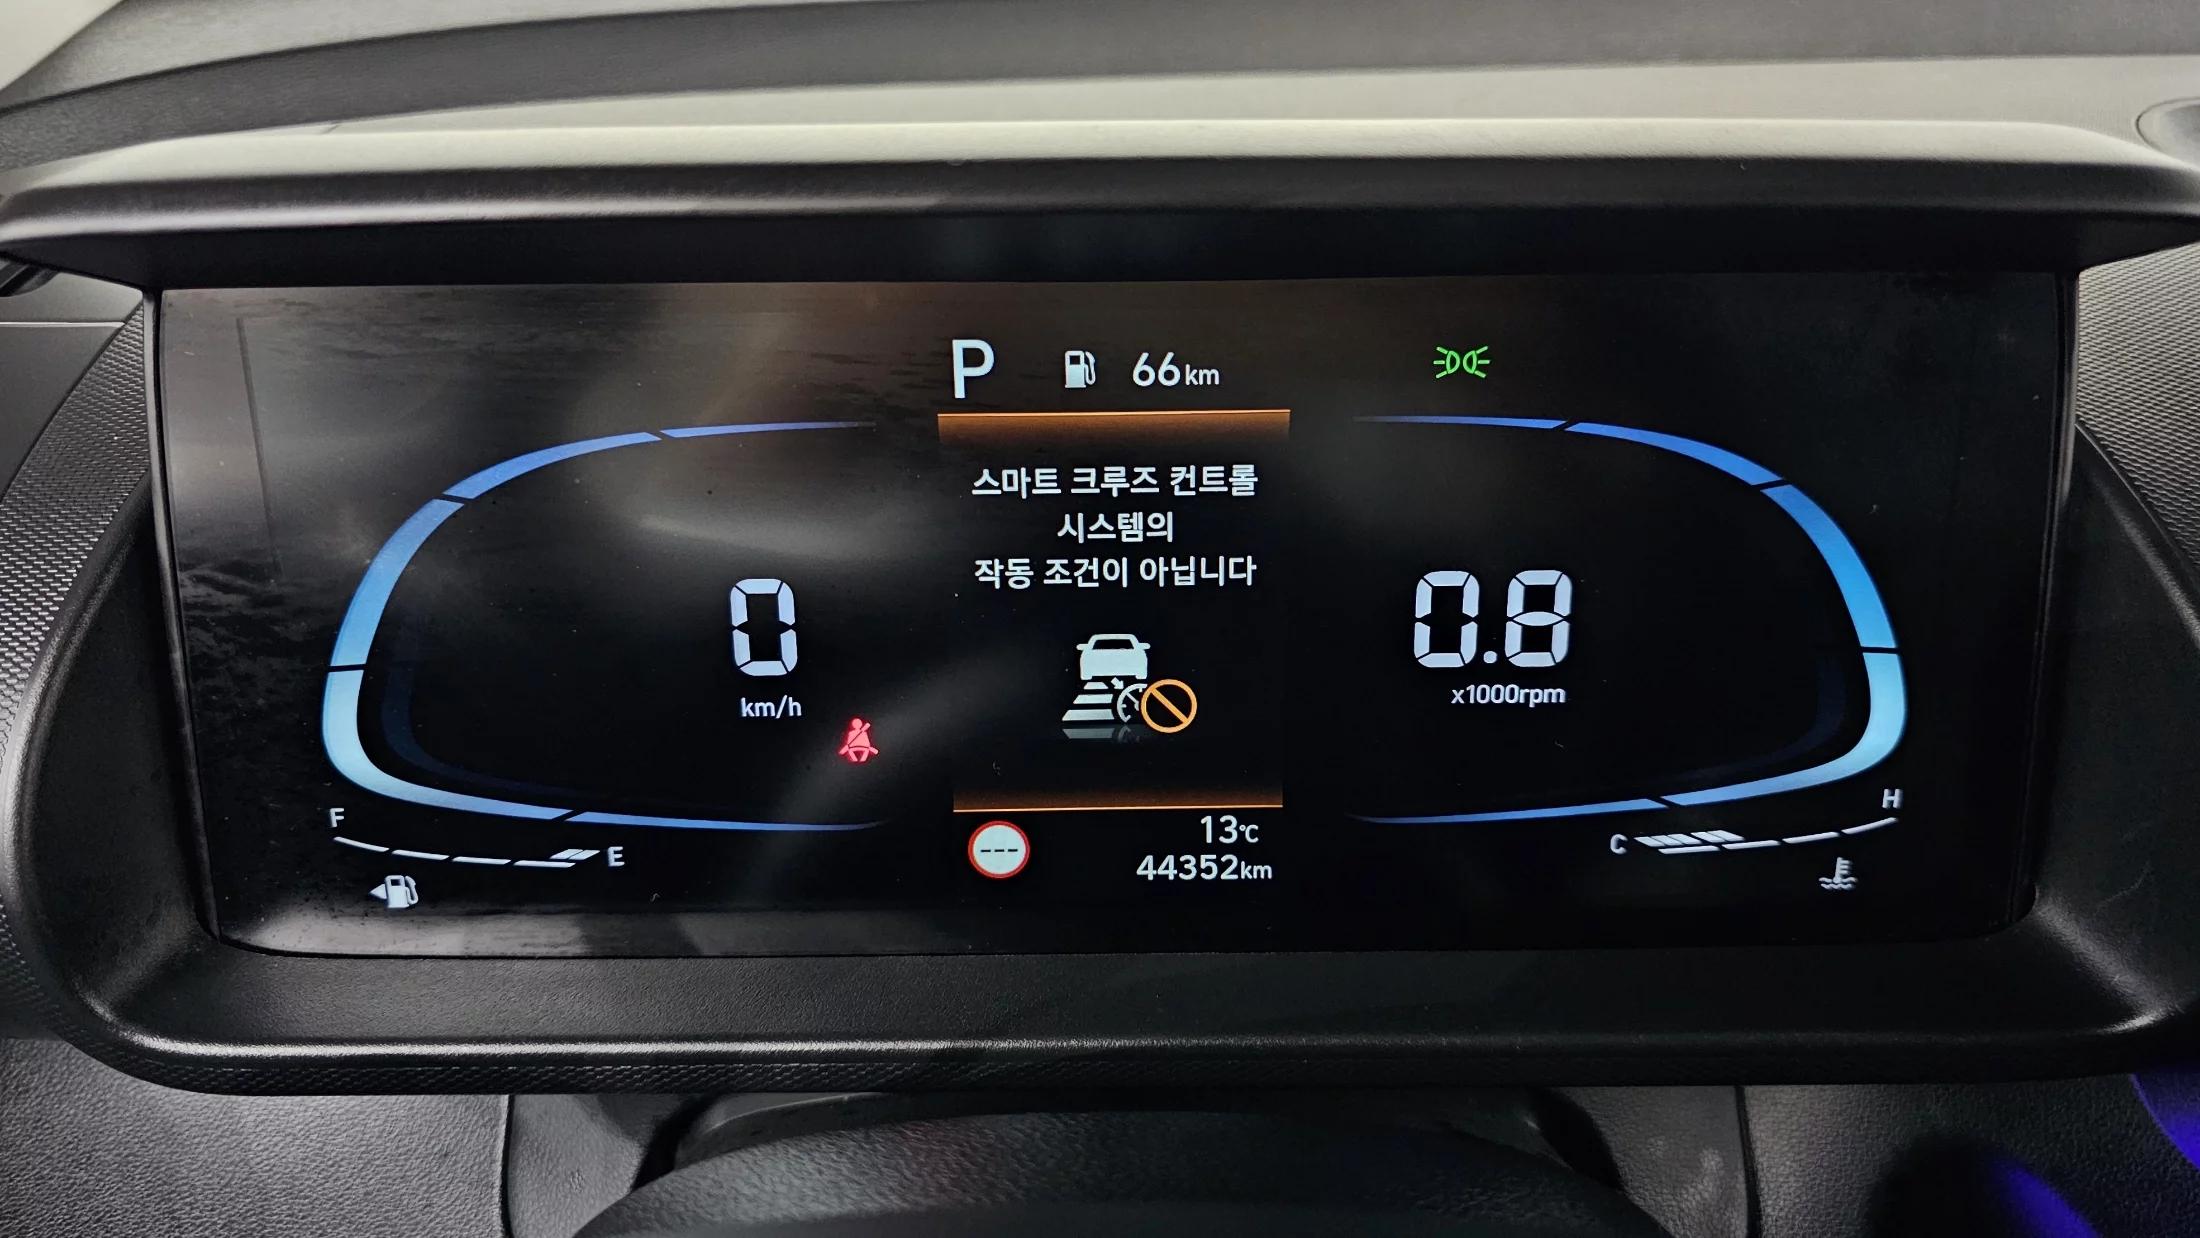 P 66km
스마트 크루즈 컨트롤
시스템의
작동 조건이 아닙니다
0
km/h
0.8
x1000rpm
F
E
C
H
---
13℃
44352km